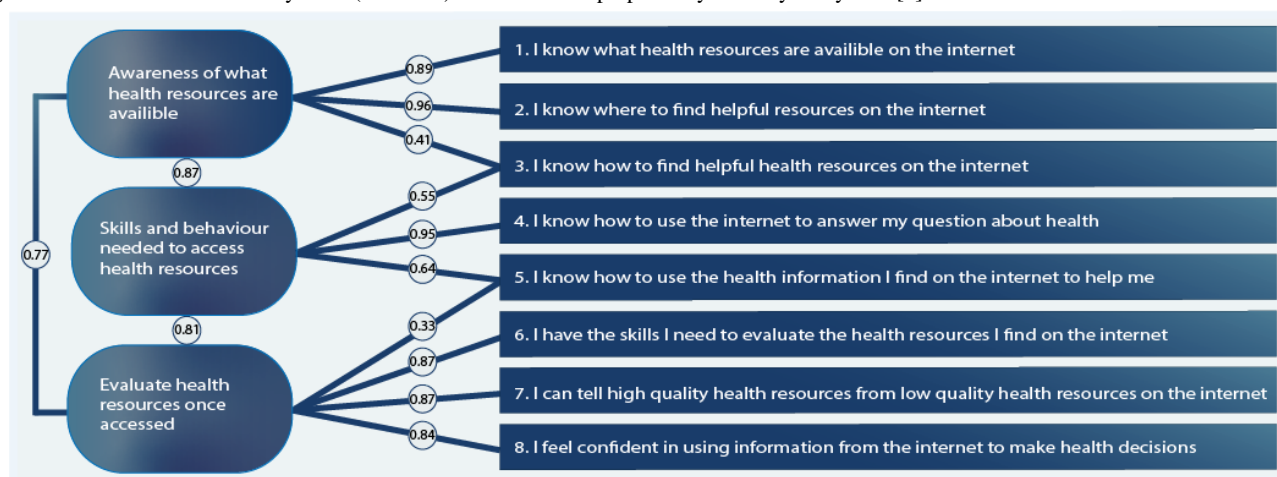 Awareness of what
health resources are
availible
0.87
Skills and behaviour
needed to access
health resources
0.77
0.81
Evaluate health
resources once
accessed
0.89
0.96
0.41
0.55
0.95
0.64
0.33
0.87
0.87
0.84
1. I know what health resources are availible on the internet
2. I know where to find helpful resources on the internet
3. I know how to find helpful health resources on the internet
4. I know how to use the internet to answer my question about health
5. I know how to use the health information I find on the internet to help me
6. I have the skills I need to evaluate the health resources I find on the internet
7. I can tell high quality health resources from low quality health resources on the internet
8. I feel confident in using information from the internet to make health decisions